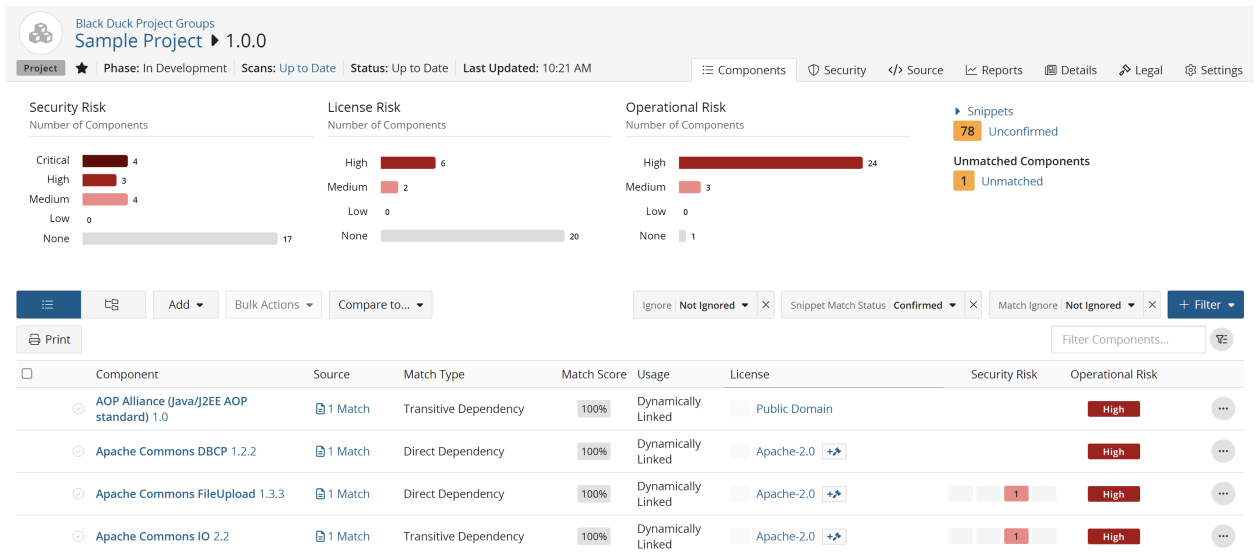 Black Duck Project Groups
Sample Project 1.0.0
Project Phase: In Development Scans: Up to Date Status: Up to Date Last Updated: 10:21 AM
Components Security </> Source Reports Details Legal Settings
Security Risk
Number of Components
Critical 4
High 3
Medium 4
Low 0
None 17
License Risk
Number of Components
High 6
Medium 2
Low 0
None 20
Operational Risk
Number of Components
High 24
Medium 3
Low 0
None 1
Snippets
78 Unconfirmed
Unmatched Components
1 Unmatched
Add Bulk Actions Compare to... Ignore Not Ignored × Snippet Match Status Confirmed × Match Ignore Not Ignored × + Filter
Print Filter Components...
Component Source Match Type Match Score Usage License Security Risk Operational Risk
AOP Alliance (Java/J2EE AOP
standard) 1.0
1 Match Transitive Dependency 100%
Dynamically
Linked
Public Domain High ...
Apache Commons DBCP 1.2.2 1 Match Direct Dependency 100%
Dynamically
Linked
Apache-2.0 High ...
Apache Commons FileUpload 1.3.3 1 Match Direct Dependency 100%
Dynamically
Linked
Apache-2.0 1 High ...
Apache Commons IO 2.2 1 Match Transitive Dependency 100%
Dynamically
Linked
Apache-2.0 1 High ...